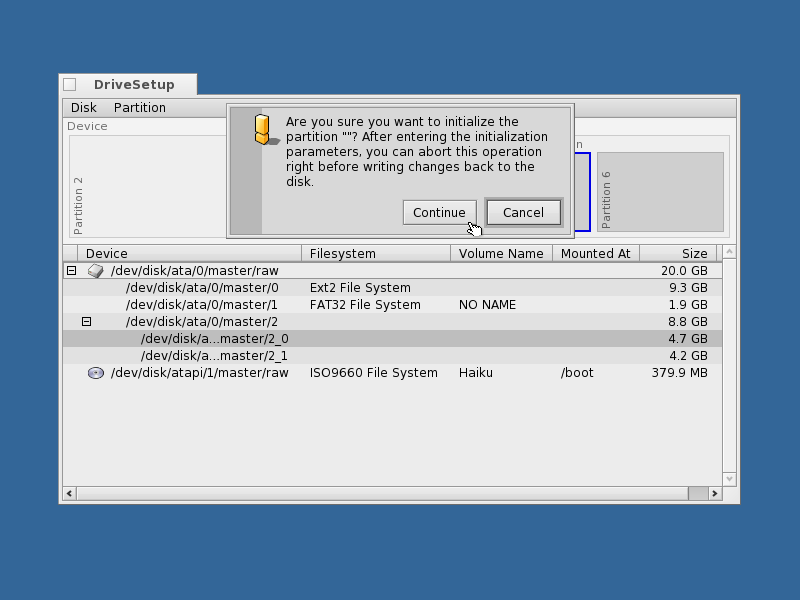 DriveSetup
Disk Partition
Device
Are you sure you want to initialize the
partition ""? After entering the initialization
parameters, you can abort this operation
right before writing changes back to the
disk.
Continue Cancel
Partition 2
n
Partition 6
Device Filesystem Volume Name Mounted At Size
/dev/disk/ata/0/master/raw 20.0 GB
/dev/disk/ata/0/master/0 Ext2 File System 9.3 GB
/dev/disk/ata/0/master/1 FAT32 File System NO NAME 1.9 GB
/dev/disk/ata/0/master/2 8.8 GB
/dev/disk/a...master/2_0 4.7 GB
/dev/disk/a...master/2_1 4.2 GB
/dev/disk/atapi/1/master/raw ISO9660 File System Haiku /boot 379.9 MB